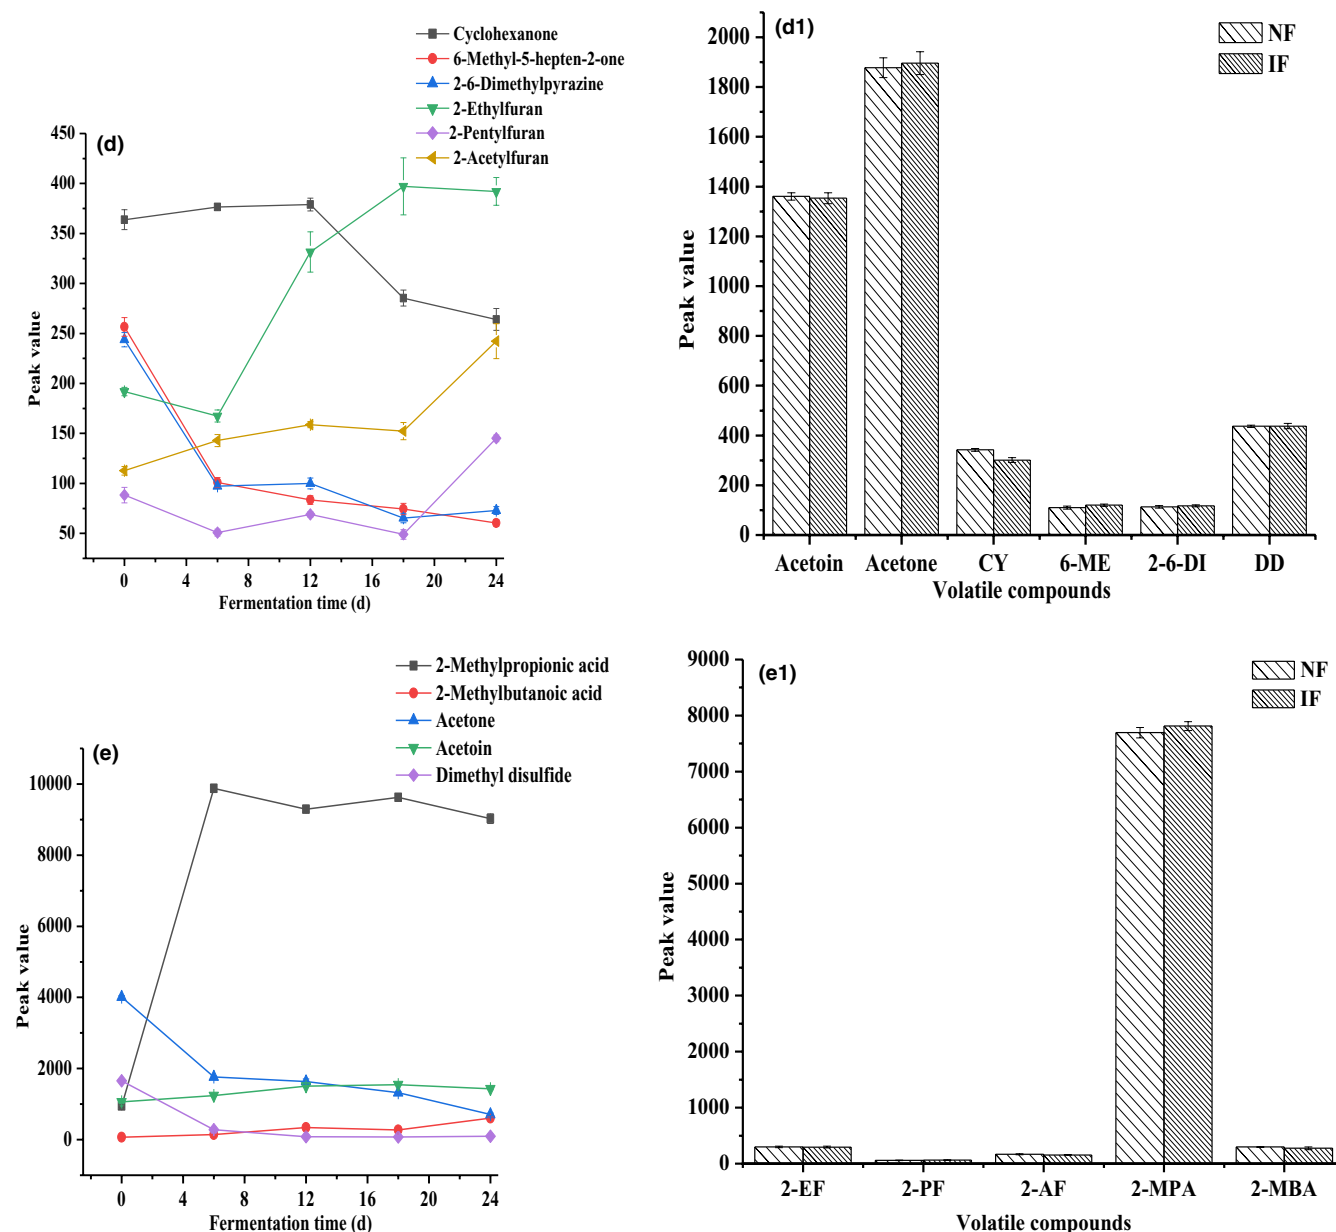 (d)
Cyclohexanone
6-Methyl-5-hepten-2-one
2-6-Dimethylpyrazine
2-Ethylfuran
2-Pentylfuran
2-Acetylfuran
450
400
350
300
250
200
150
100
50
Peak value
0 4 8 12 16 20 24
Fermentation time (d)
(d1)
NF
IF
2000
1800
1600
1400
1200
1000
800
600
400
200
0
Peak value
Acetoin Acetone CY 6-ME 2-6-DI DD
Volatile compounds
(e)
2-Methylpropionic acid
2-Methylbutanoic acid
Acetone
Acetoin
Dimethyl disulfide
10000
8000
6000
4000
2000
0
Peak value
0 4 8 12 16 20 24
Fermentation time (d)
(e1)
NF
IF
9000
8000
7000
6000
5000
4000
3000
2000
1000
0
Peak value
2-EF 2-PF 2-AF 2-MPA 2-MBA
Volatile compounds